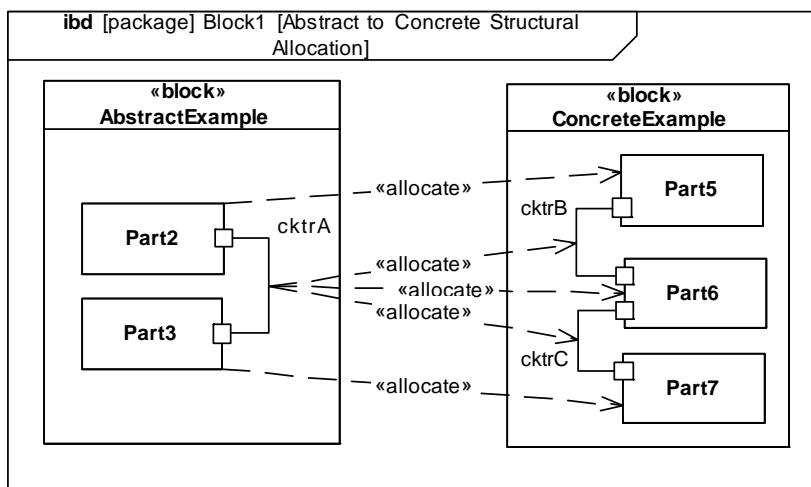 ibd [package] Block1 [Abstract to Concrete Structural
Allocation]
«block»
AbstractExample
«block»
ConcreteExample
«allocate»
Part5
cktrB
Part2
cktrA
«allocate»
«allocate»
Part6
«allocate»
Part3
cktrC
«allocate»
Part7